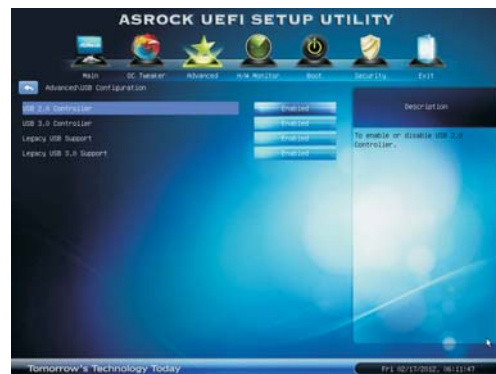 ASROCK UEFI SETUP UTILITY
Main OC Tweaker Advanced H/W Monitor Boot Security Exit
Advanced\USB Configuration
USB 2.0 Controller Enabled
USB 3.0 Controller Enabled
Legacy USB Support Enabled
Legacy USB 3.0 Support Enabled
Description
To enable or disable USB 2.0
Controller.
Tomorrow's Technology Today
Fri 02/17/2012, 06:11:47